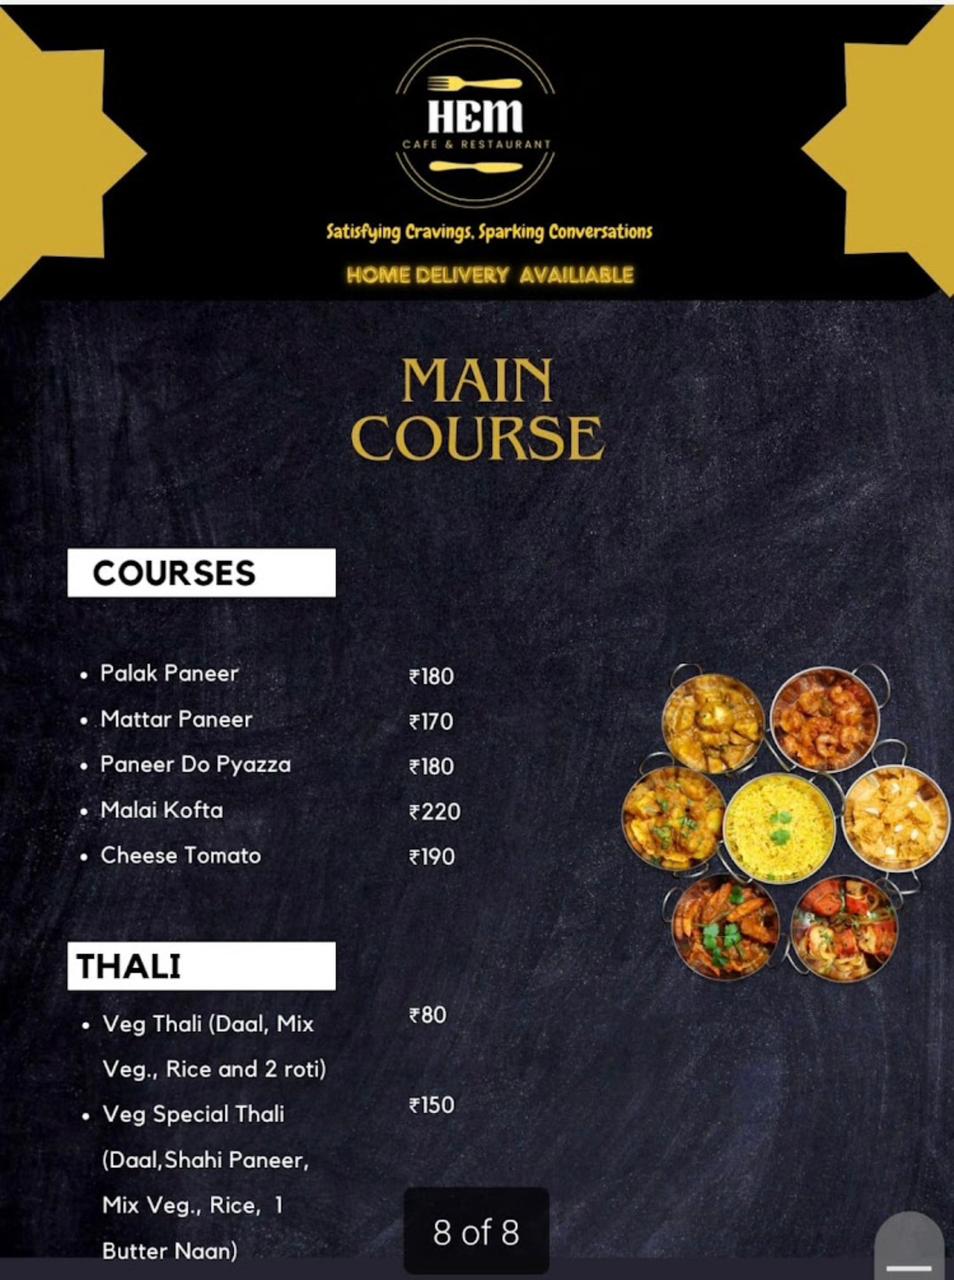 HEM
CAFE & RESTAURANT
Satisfying Cravings, Sparking Conversations
HOME DELIVERY AVAILIABLE
MAIN
COURSE
COURSES
• Palak Paneer ₹180
• Mattar Paneer ₹170
• Paneer Do Pyazza ₹180
• Malai Kofta ₹220
• Cheese Tomato ₹190
THALI
• Veg Thali (Daal, Mix ₹80
Veg., Rice and 2 roti)
• Veg Special Thali ₹150
(Daal,Shahi Paneer,
Mix Veg., Rice, 1
Butter Naan)
8 of 8